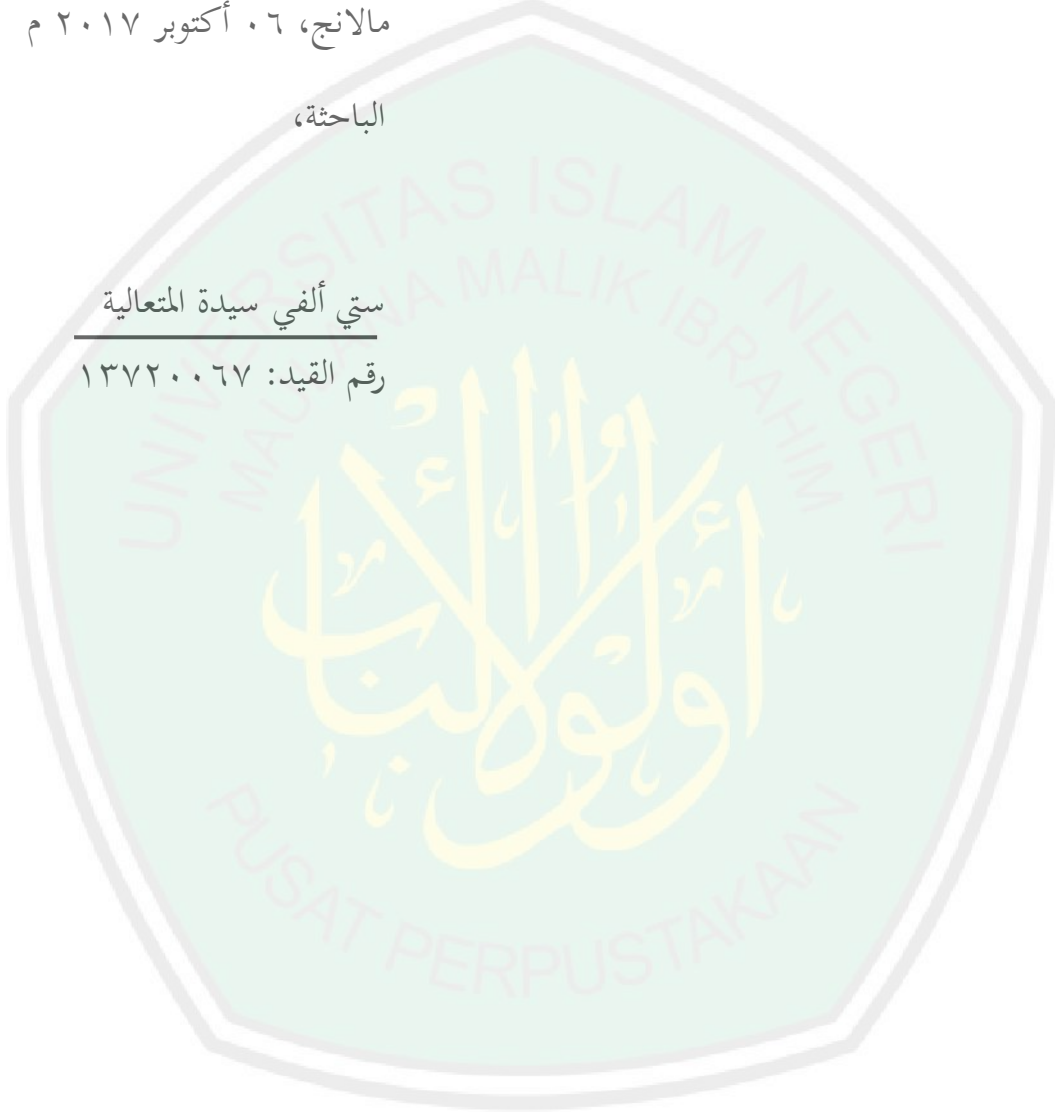 مالانج، ٠٦ أكتوبر ٢٠١٧ م
الباحثة،
ستي ألفي سيدة المتعالية
رقم القيد: ١٣٧٢٠٠٦٧
UNIVERSITAS ISLAM NEGERI
MAULANA MALIK IBRAHIM
أولوا الألباب
PUSAT PERPUSTAKAAN